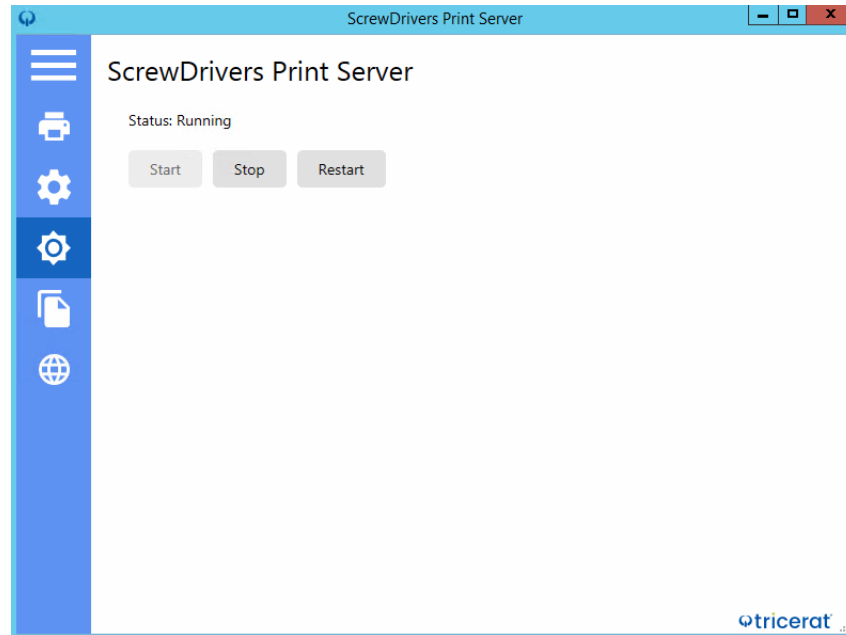 ScrewDrivers Print Server
ScrewDrivers Print Server
Status: Running
Start Stop Restart
tricerat